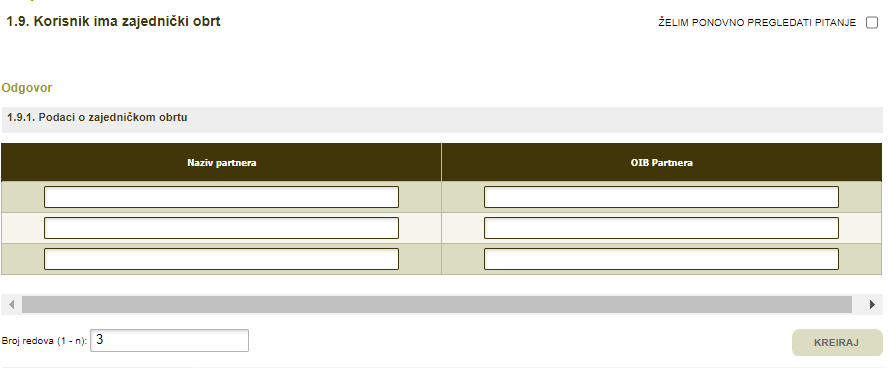 1.9. Korisnik ima zajednički obrt
ŽELIM PONOVNO PREGLEDATI PITANJE
Odgovor
1.9.1. Podaci o zajedničkom obrtu
Naziv partnera
OIB Partnera
Broj redova (1 - n): 3
KREIRAJ